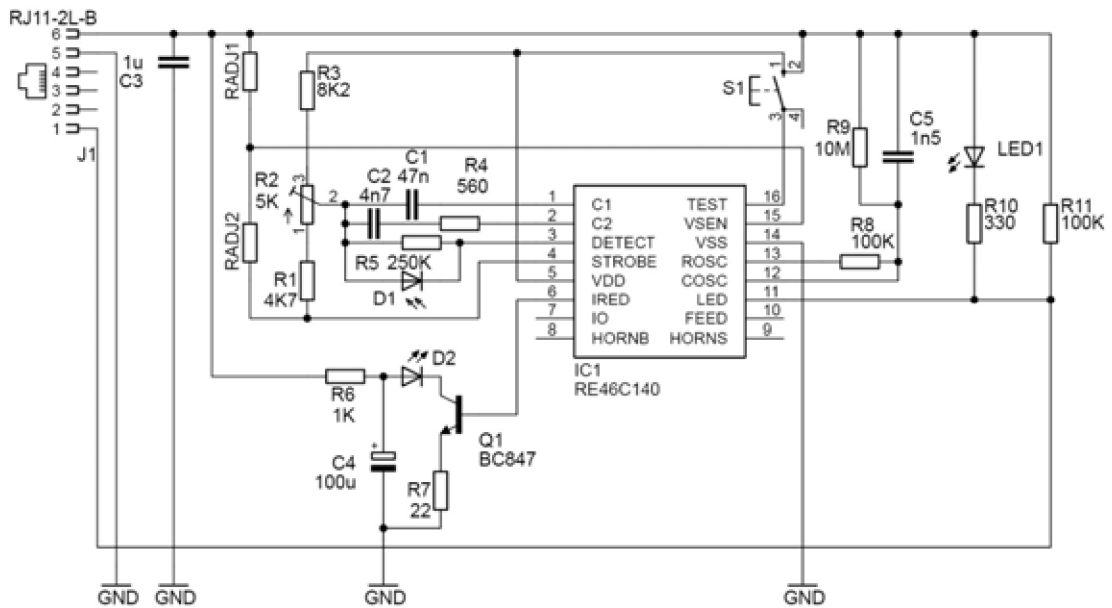 RJ11-2L-B
6
5
4
3
2
1
J1
1u
C3
RADJ1
R3
8K2
S1
1
2
3
4
R9
10M
C5
1n5
LED1
R2
5K
3
2
1
C2
4n7
C1
47n
R4
560
RADJ2
R5
250K
D1
R1
4K7
1 C1
2 C2
3 DETECT
4 STROBE
5 VDD
6 IRED
7 IO
8 HORNB
TEST 16
VSEN 15
VSS 14
ROSC 13
COSC 12
LED 11
FEED 10
HORNS 9
IC1
RE46C140
R8
100K
R10
330
R11
100K
R6
1K
D2
Q1
BC847
+
C4
100u
R7
22
GND
GND
GND
GND